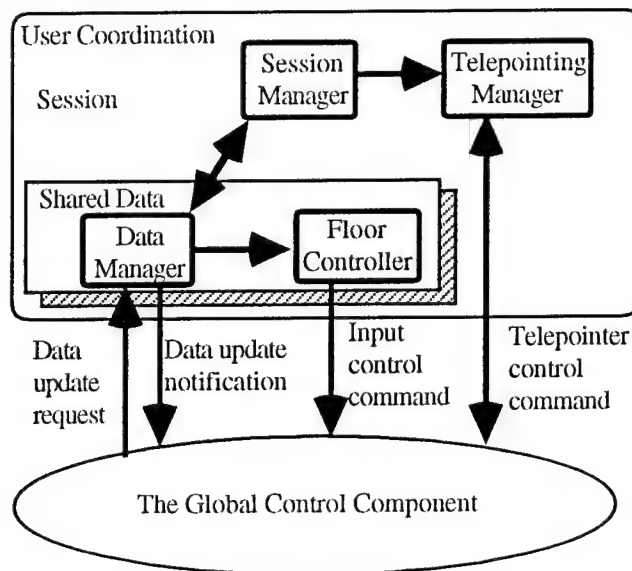 User Coordination
Session
Session
Manager
Telepointing
Manager
Shared Data
Data
Manager
Floor
Controller
Data
update
request
Data update
notification
Input
control
command
Telepointer
control
command
The Global Control Component